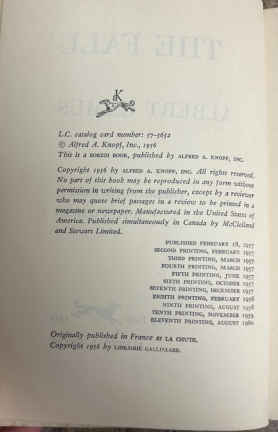 THE FALL
ALBERT CAMUS
K
L.C. catalog card number: 57-5652
© Alfred A. Knopf, Inc., 1956
This is a BORZOI BOOK, published by ALFRED A. KNOPF, INC.
Copyright 1956 by ALFRED A. KNOPF, INC. All rights reserved.
No part of this book may be reproduced in any form without
permission in writing from the publisher, except by a reviewer
who may quote brief passages in a review to be printed in a
magazine or newspaper. Manufactured in the United States of
America. Published simultaneously in Canada by McClelland
and Stewart Limited.
PUBLISHED FEBRUARY 18, 1957
SECOND PRINTING, FEBRUARY 1957
THIRD PRINTING, MARCH 1957
FOURTH PRINTING, MARCH 1957
FIFTH PRINTING, JUNE 1957
SIXTH PRINTING, OCTOBER 1957
SEVENTH PRINTING, DECEMBER 1957
EIGHTH PRINTING, FEBRUARY 1958
NINTH PRINTING, AUGUST 1958
TENTH PRINTING, NOVEMBER 1959
ELEVENTH PRINTING, AUGUST 1960
Originally published in France as LA CHUTE.
Copyright 1956 by LIBRAIRIE GALLIMARD.